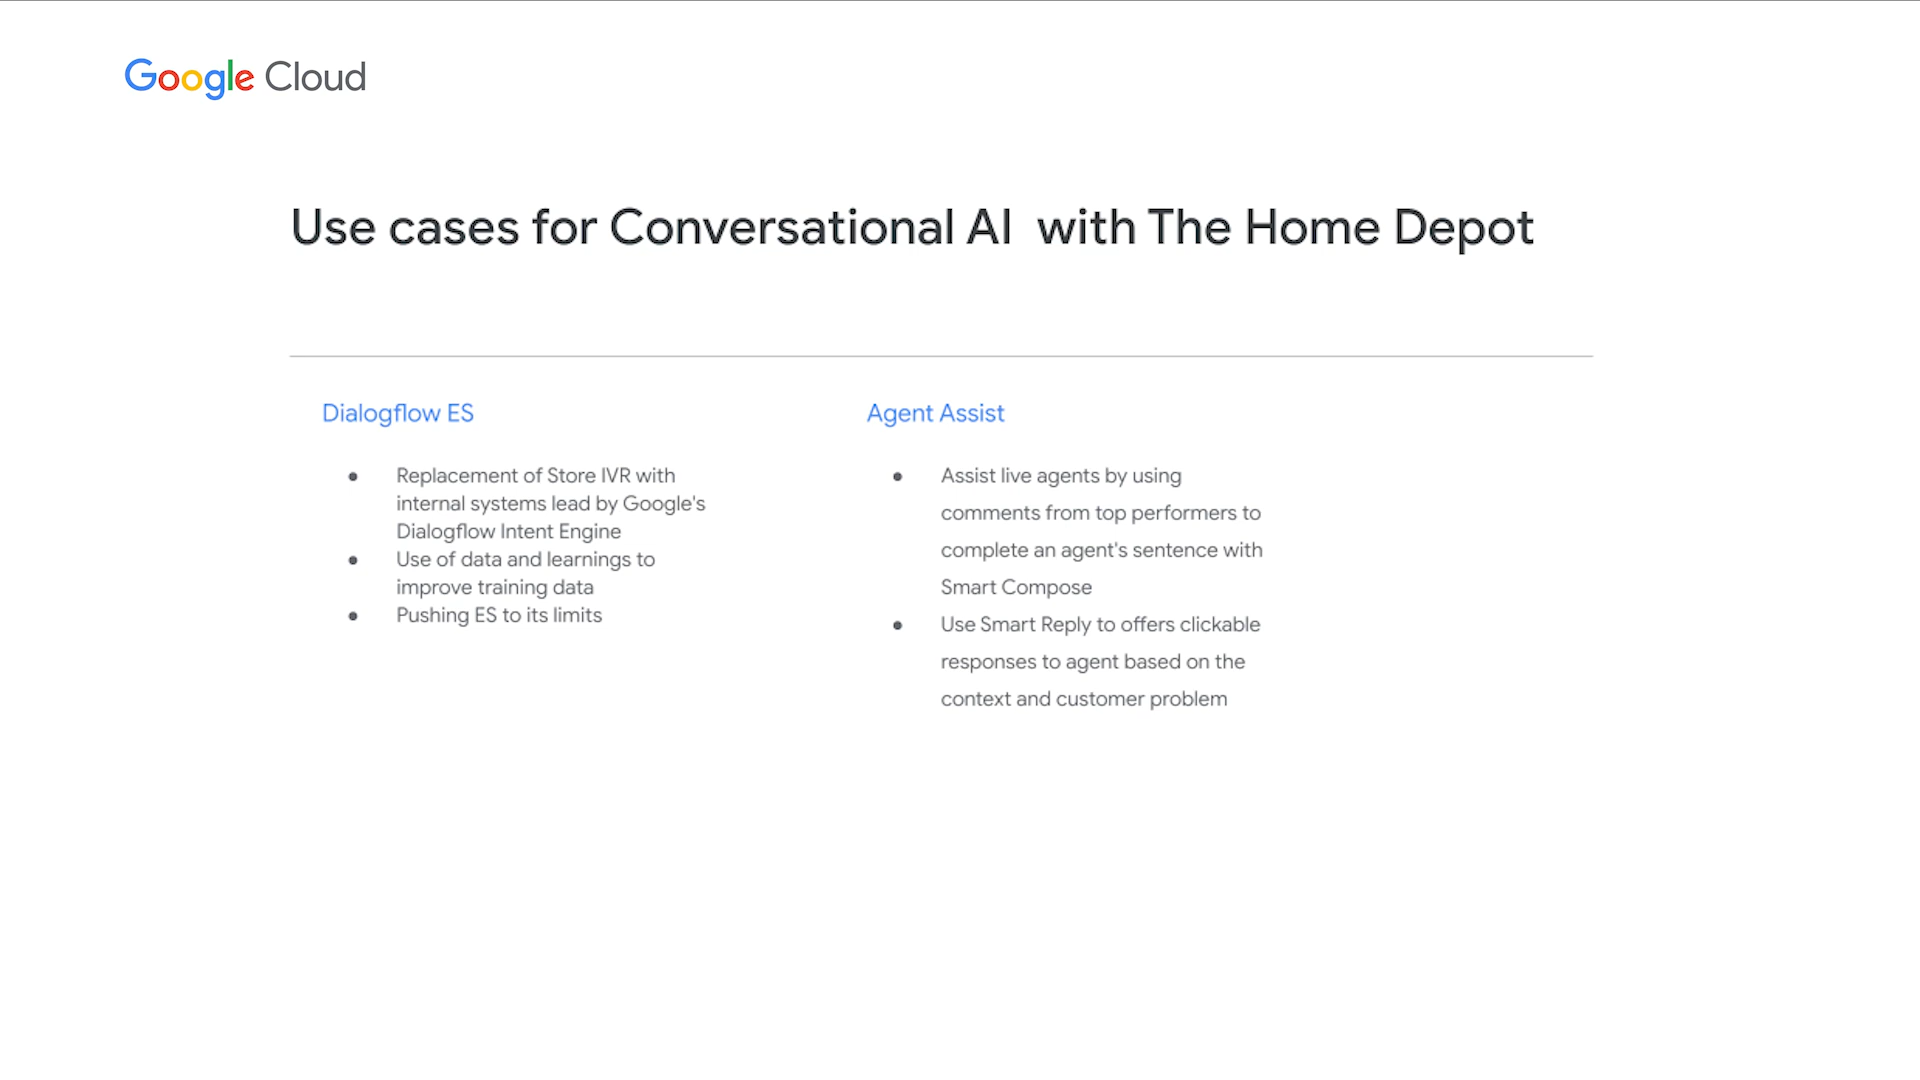 Google Cloud
Use cases for Conversational AI  with The Home Depot
Dialogflow ES
● Replacement of Store IVR with
internal systems lead by Google's
Dialogflow Intent Engine
● Use of data and learnings to
improve training data
● Pushing ES to its limits
Agent Assist
● Assist live agents by using
comments from top performers to
complete an agent's sentence with
Smart Compose
● Use Smart Reply to offers clickable
responses to agent based on the
context and customer problem